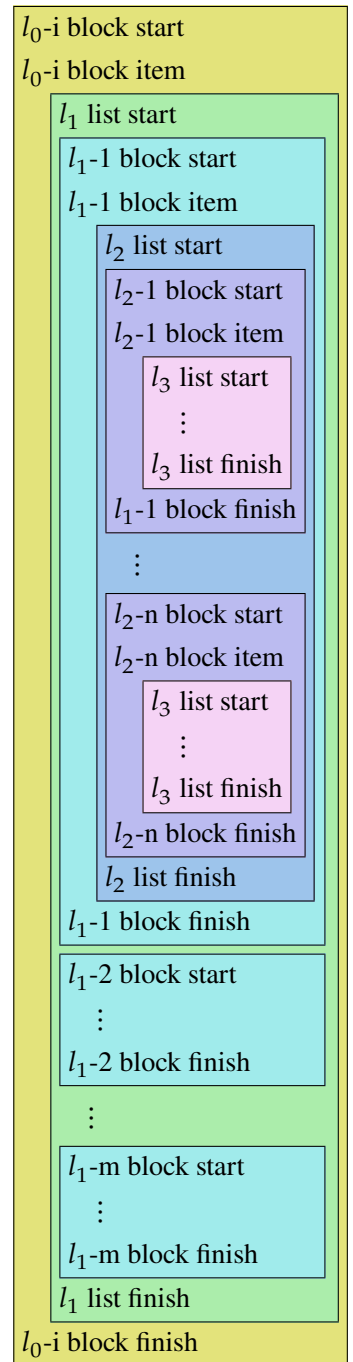 l₀-i block start
l₀-i block item
l₁ list start
l₁-1 block start
l₁-1 block item
l₂ list start
l₂-1 block start
l₂-1 block item
l₃ list start
⋮
l₃ list finish
l₁-1 block finish
⋮
l₂-n block start
l₂-n block item
l₃ list start
⋮
l₃ list finish
l₂-n block finish
l₂ list finish
l₁-1 block finish
l₁-2 block start
⋮
l₁-2 block finish
⋮
l₁-m block start
⋮
l₁-m block finish
l₁ list finish
l₀-i block finish